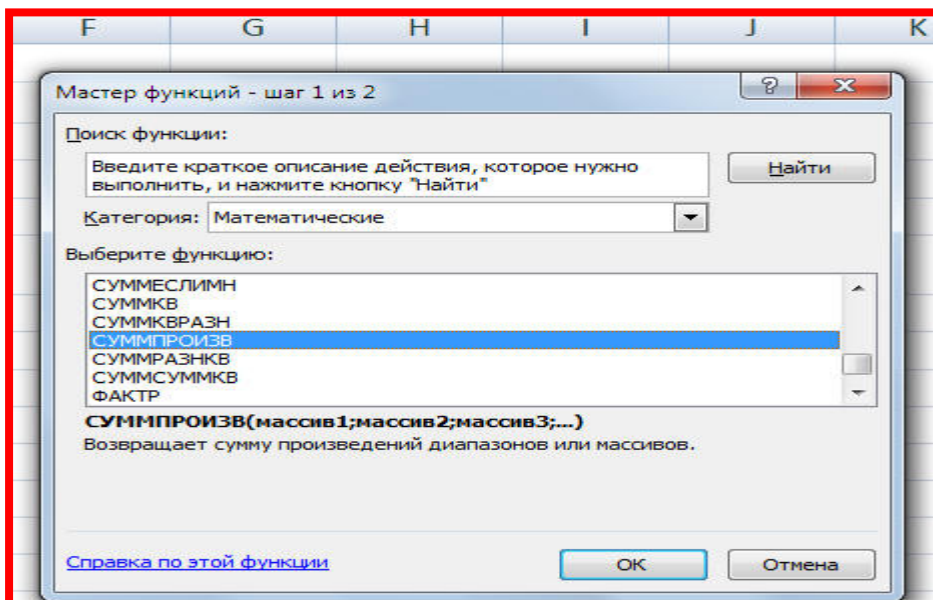 F G H I J K
Мастер функций - шаг 1 из 2
Поиск функции:
Введите краткое описание действия, которое нужно
выполнить, и нажмите кнопку "Найти"
Найти
Категория: Математические
Выберите функцию:
СУММЕСЛИМН
СУММКВ
СУММКВРАЗН
СУММПРОИЗВ
СУММРАЗНКВ
СУММСУММКВ
ФАКТР
СУММПРОИЗВ(массив1;массив2;массив3;...)
Возвращает сумму произведений диапазонов или массивов.
Справка по этой функции
ОК Отмена